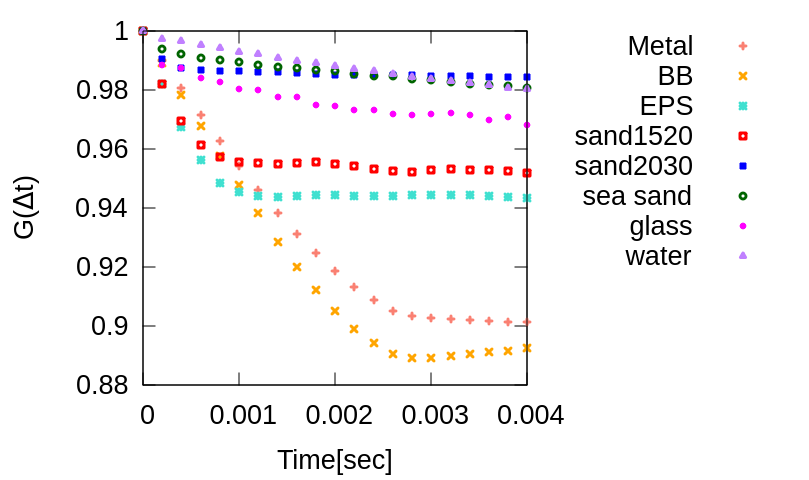 1
0.98
0.96
0.94
0.92
0.9
0.88
G(Δt)
0 0.001 0.002 0.003 0.004
Time[sec]
Metal
BB
EPS
sand1520
sand2030
sea sand
glass
water